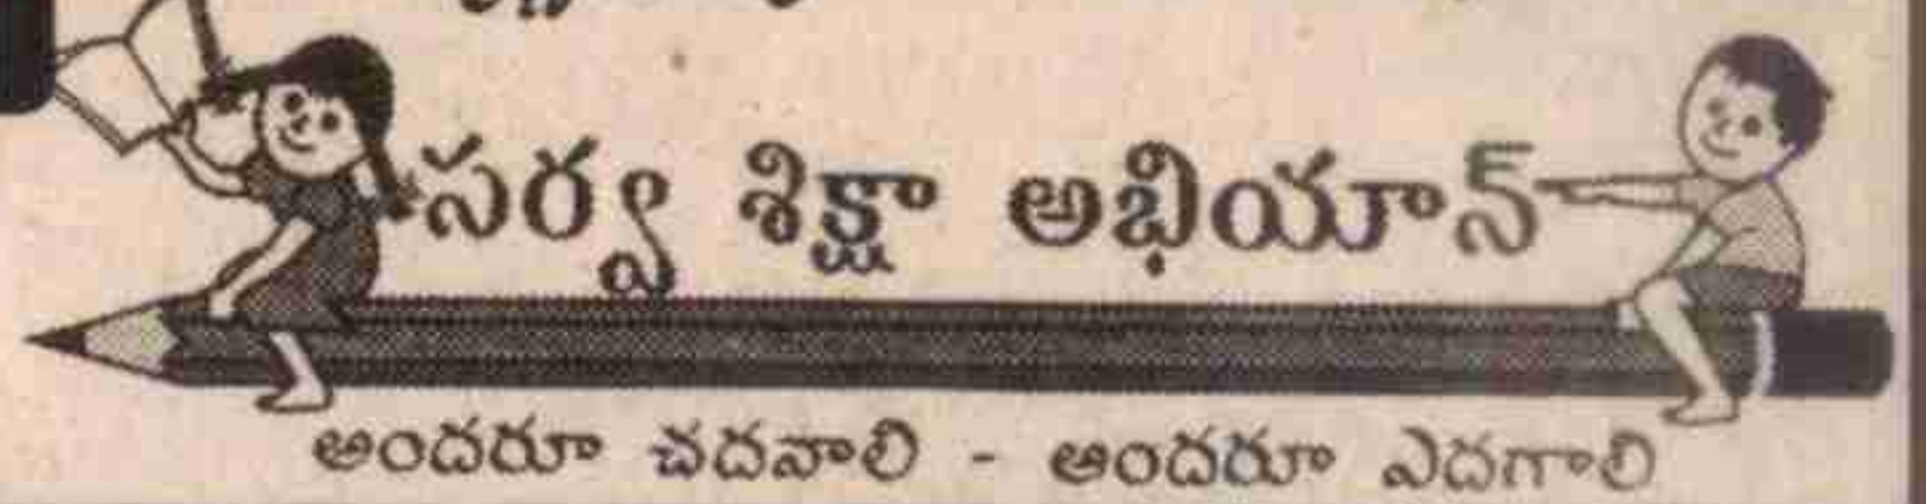 సర్వ శిక్షా అభియాన్
అందరూ చదవాలి - అందరూ ఎదగాలి